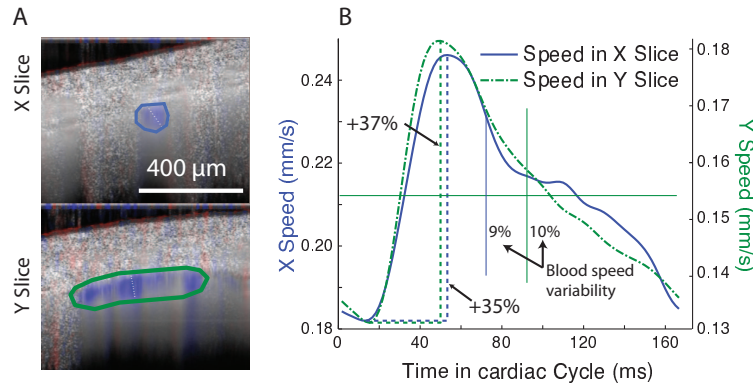 A
X Slice
400 µm
Y Slice
B
Speed in X Slice
Speed in Y Slice
+37%
9%
10%
Blood speed
variability
+35%
X Speed (mm/s)
0.24
0.22
0.20
0.18
Y Speed (mm/s)
0.18
0.17
0.16
0.15
0.14
0.13
0
40
80
120
160
Time in cardiac Cycle (ms)